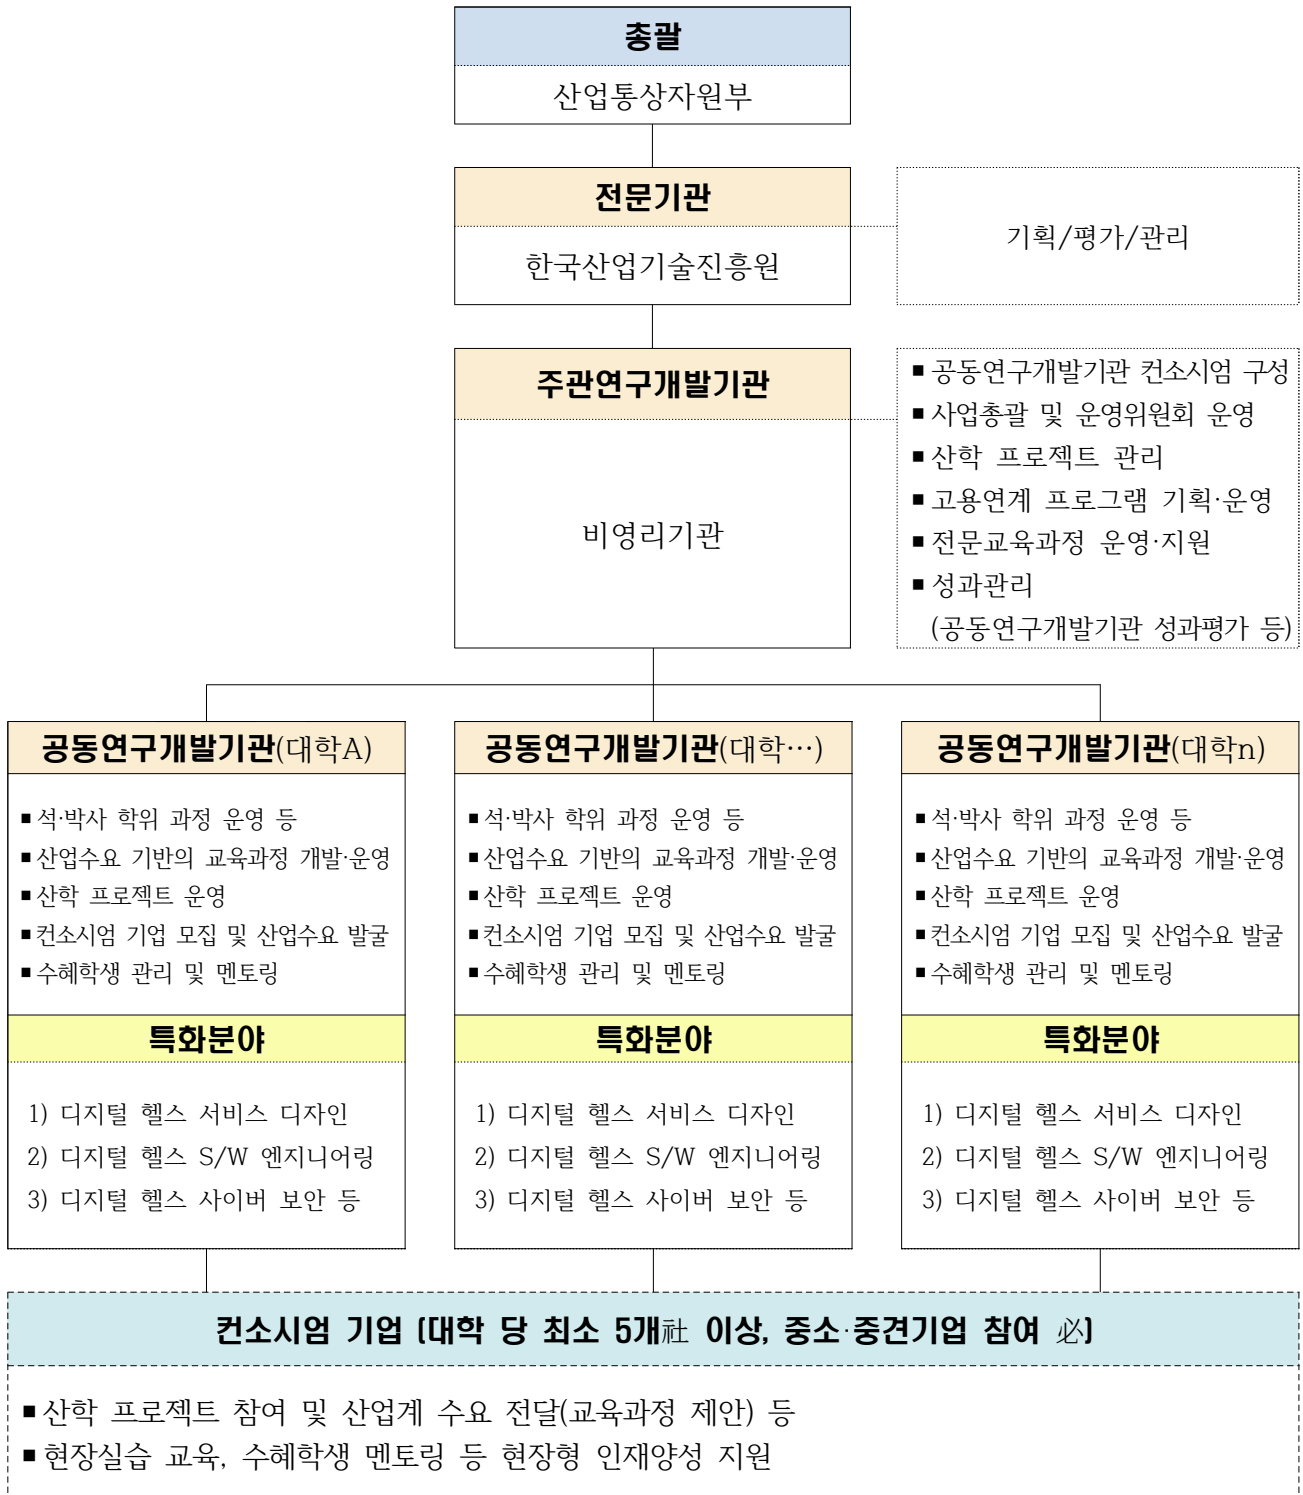 총괄
산업통상자원부
전문기관
한국산업기술진흥원
기획/평가/관리
주관연구개발기관
비영리기관
▪ 공동연구개발기관 컨소시엄 구성
▪ 사업총괄 및 운영위원회 운영
▪ 산학 프로젝트 관리
▪ 고용연계 프로그램 기획·운영
▪ 전문교육과정 운영·지원
▪ 성과관리
(공동연구개발기관 성과평가 등)
공동연구개발기관(대학A)
▪ 석·박사 학위 과정 운영 등
▪ 산업수요 기반의 교육과정 개발·운영
▪ 산학 프로젝트 운영
▪ 컨소시엄 기업 모집 및 산업수요 발굴
▪ 수혜학생 관리 및 멘토링
특화분야
1) 디지털 헬스 서비스 디자인
2) 디지털 헬스 S/W 엔지니어링
3) 디지털 헬스 사이버 보안 등
공동연구개발기관(대학…)
▪ 석·박사 학위 과정 운영 등
▪ 산업수요 기반의 교육과정 개발·운영
▪ 산학 프로젝트 운영
▪ 컨소시엄 기업 모집 및 산업수요 발굴
▪ 수혜학생 관리 및 멘토링
특화분야
1) 디지털 헬스 서비스 디자인
2) 디지털 헬스 S/W 엔지니어링
3) 디지털 헬스 사이버 보안 등
공동연구개발기관(대학n)
▪ 석·박사 학위 과정 운영 등
▪ 산업수요 기반의 교육과정 개발·운영
▪ 산학 프로젝트 운영
▪ 컨소시엄 기업 모집 및 산업수요 발굴
▪ 수혜학생 관리 및 멘토링
특화분야
1) 디지털 헬스 서비스 디자인
2) 디지털 헬스 S/W 엔지니어링
3) 디지털 헬스 사이버 보안 등
컨소시엄 기업 (대학 당 최소 5개社 이상, 중소·중견기업 참여 必)
▪ 산학 프로젝트 참여 및 산업계 수요 전달(교육과정 제안) 등
▪ 현장실습 교육, 수혜학생 멘토링 등 현장형 인재양성 지원